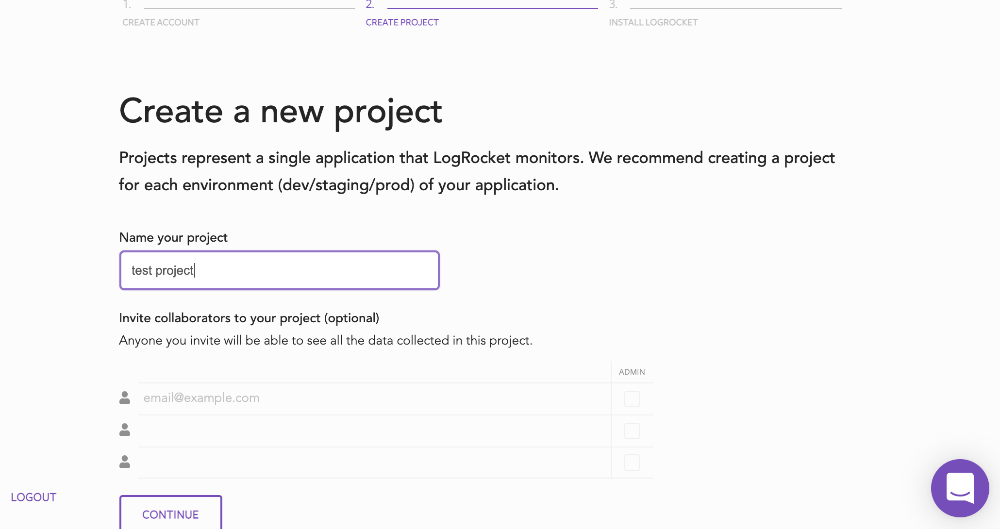 1.
2.
3.
CREATE ACCOUNT
CREATE PROJECT
INSTALL LOGROCKET
Create a new project
Projects represent a single application that LogRocket monitors. We recommend creating a project
for each environment (dev/staging/prod) of your application.
Name your project
test project
Invite collaborators to your project (optional)
Anyone you invite will be able to see all the data collected in this project.
ADMIN
email@example.com
LOGOUT
CONTINUE